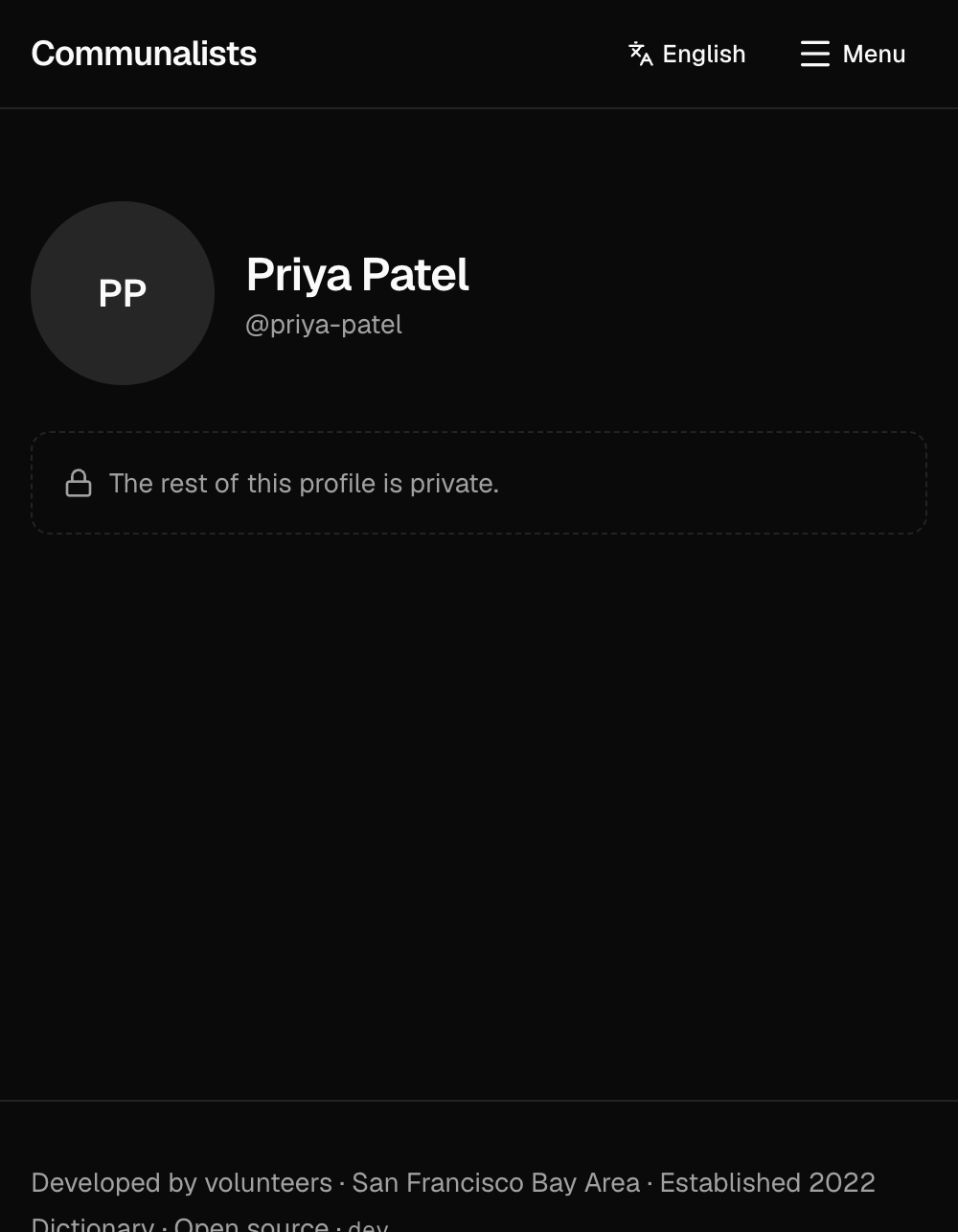 Communalists
English
Menu
PP
Priya Patel
@priya-patel
The rest of this profile is private.
Developed by volunteers · San Francisco Bay Area · Established 2022
Dictionary · Open source · dev